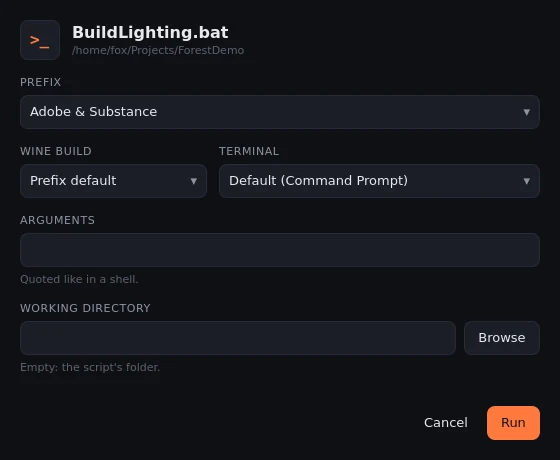 >_
BuildLighting.bat
/home/fox/Projects/ForestDemo
PREFIX
Adobe & Substance
WINE BUILD
TERMINAL
Prefix default
Default (Command Prompt)
ARGUMENTS
Quoted like in a shell.
WORKING DIRECTORY
Browse
Empty: the script's folder.
Cancel
Run